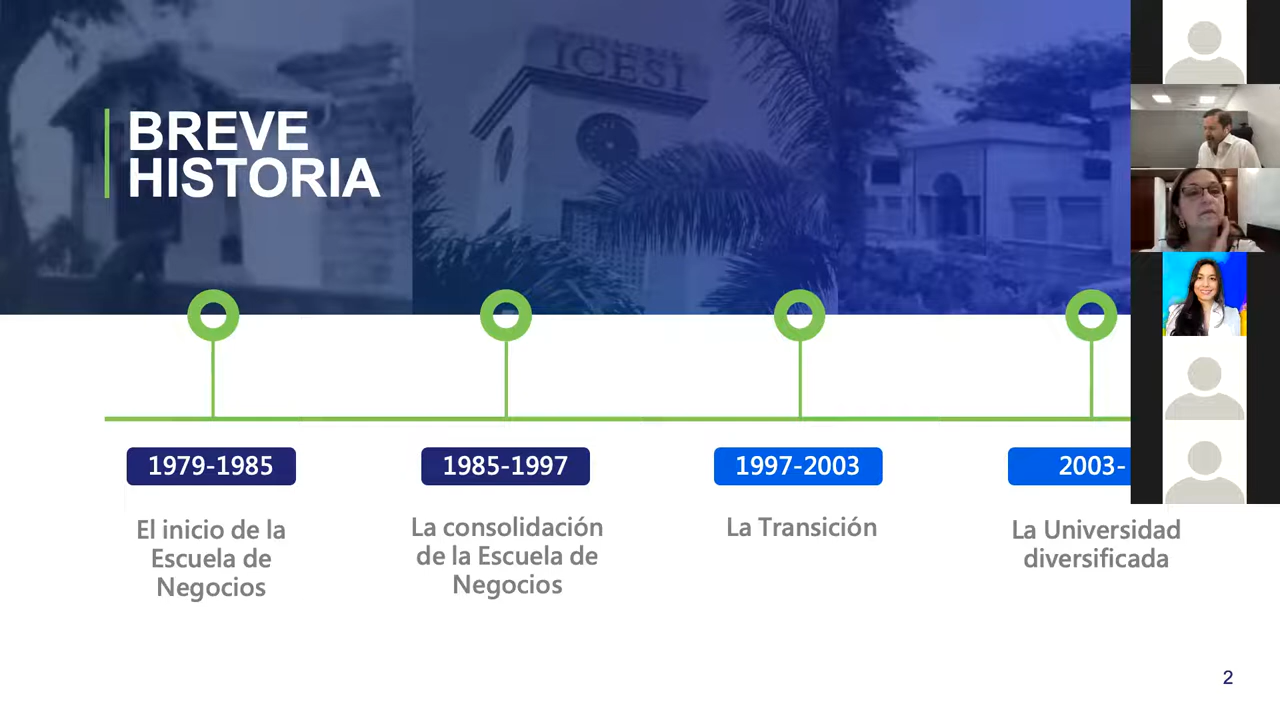 ICESI
BREVE
HISTORIA
1979-1985
1985-1997
1997-2003
2003-
El inicio de la
Escuela de
Negocios
La consolidación
de la Escuela de
Negocios
La Transición
La Universidad
diversificada
2